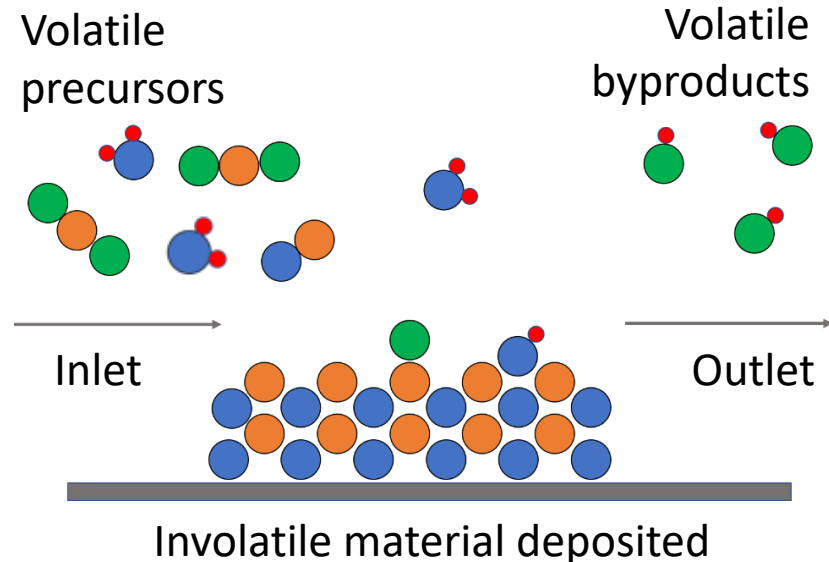 Volatile
precursors
Volatile
byproducts
Inlet
Outlet
Involatile material deposited